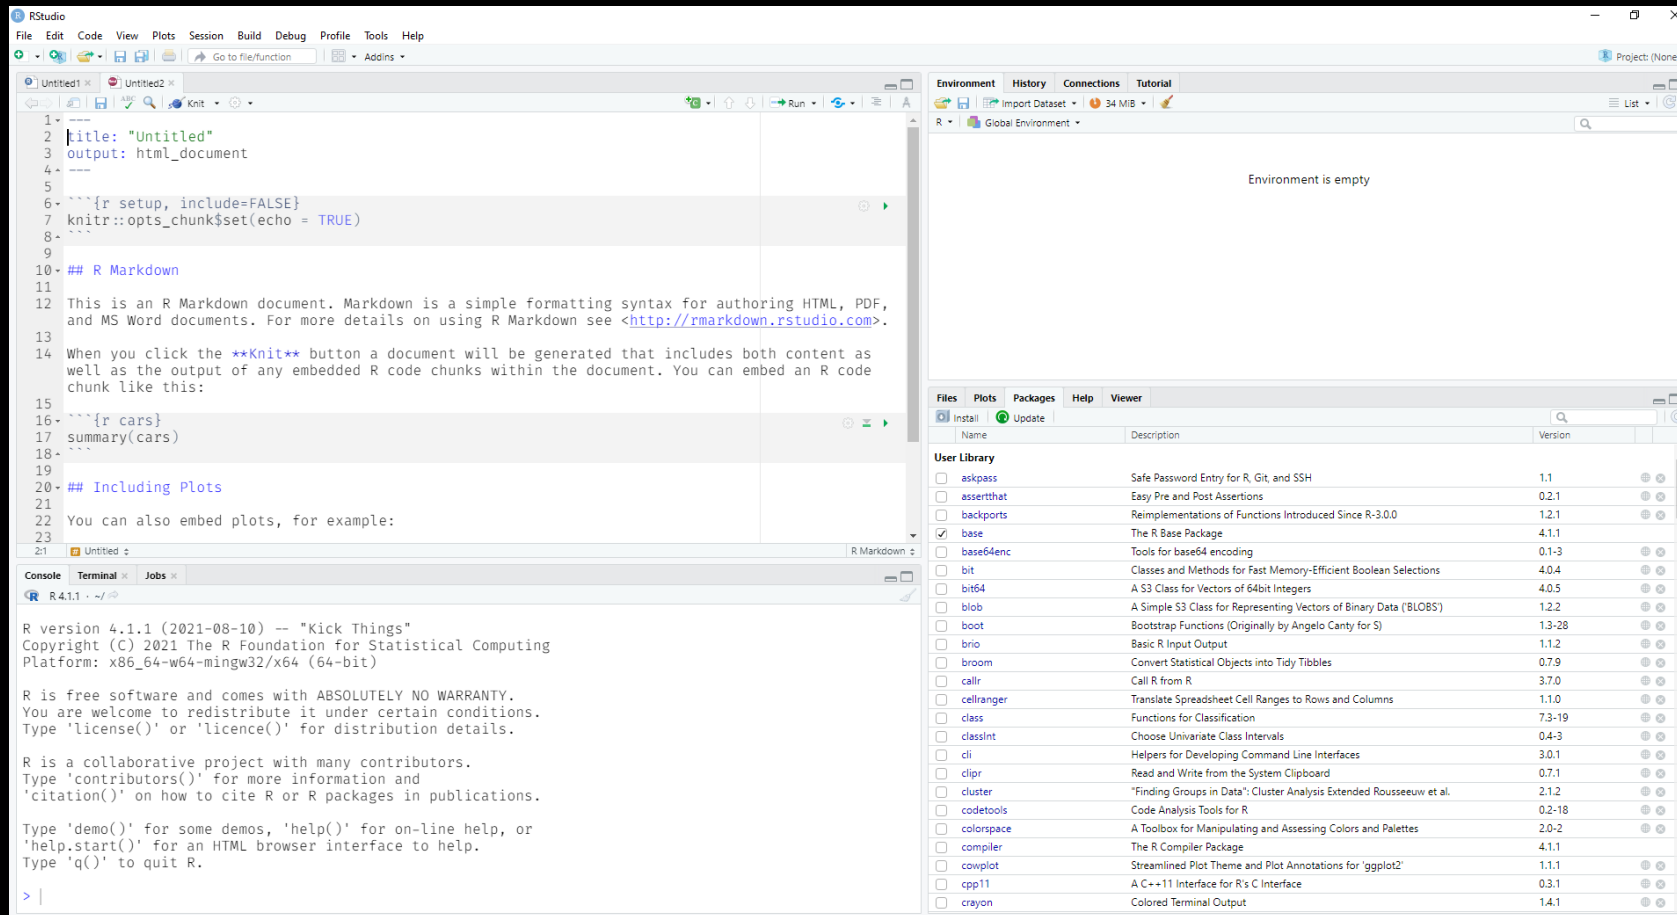 RStudio
File Edit Code View Plots Session Build Debug Profile Tools Help
Go to file/function Addins
Project: (None
Untitled1 Untitled2
ABC Knit Run
1 ---
2 title: "Untitled"
3 output: html_document
4 ---
5
6 ```{r setup, include=FALSE}
7 knitr::opts_chunk$set(echo = TRUE)
8 ```
9
10 ## R Markdown
11
12 This is an R Markdown document. Markdown is a simple formatting syntax for authoring HTML, PDF,
and MS Word documents. For more details on using R Markdown see <http://rmarkdown.rstudio.com>.
13
14 When you click the **Knit** button a document will be generated that includes both content as
well as the output of any embedded R code chunks within the document. You can embed an R code
chunk like this:
15
16 ```{r cars}
17 summary(cars)
18 ```
19
20 ## Including Plots
21
22 You can also embed plots, for example:
23
2:1 # Untitled R Markdown
Console Terminal Jobs
R 4.1.1 · ~/
R version 4.1.1 (2021-08-10) -- "Kick Things"
Copyright (C) 2021 The R Foundation for Statistical Computing
Platform: x86_64-w64-mingw32/x64 (64-bit)
R is free software and comes with ABSOLUTELY NO WARRANTY.
You are welcome to redistribute it under certain conditions.
Type 'license()' or 'licence()' for distribution details.
R is a collaborative project with many contributors.
Type 'contributors()' for more information and
'citation()' on how to cite R or R packages in publications.
Type 'demo()' for some demos, 'help()' for on-line help, or
'help.start()' for an HTML browser interface to help.
Type 'q()' to quit R.
>
Environment History Connections Tutorial
Import Dataset 34 MiB List
R Global Environment
Environment is empty
Files Plots Packages Help Viewer
Install Update
Name Description Version
User Library
askpass Safe Password Entry for R, Git, and SSH 1.1
assertthat Easy Pre and Post Assertions 0.2.1
backports Reimplementations of Functions Introduced Since R-3.0.0 1.2.1
base The R Base Package 4.1.1
base64enc Tools for base64 encoding 0.1-3
bit Classes and Methods for Fast Memory-Efficient Boolean Selections 4.0.4
bit64 A S3 Class for Vectors of 64bit Integers 4.0.5
blob A Simple S3 Class for Representing Vectors of Binary Data ('BLOBS') 1.2.2
boot Bootstrap Functions (Originally by Angelo Canty for S) 1.3-28
brio Basic R Input Output 1.1.2
broom Convert Statistical Objects into Tidy Tibbles 0.7.9
callr Call R from R 3.7.0
cellranger Translate Spreadsheet Cell Ranges to Rows and Columns 1.1.0
class Functions for Classification 7.3-19
classInt Choose Univariate Class Intervals 0.4-3
cli Helpers for Developing Command Line Interfaces 3.0.1
clipr Read and Write from the System Clipboard 0.7.1
cluster "Finding Groups in Data": Cluster Analysis Extended Rousseeuw et al. 2.1.2
codetools Code Analysis Tools for R 0.2-18
colorspace A Toolbox for Manipulating and Assessing Colors and Palettes 2.0-2
compiler The R Compiler Package 4.1.1
cowplot Streamlined Plot Theme and Plot Annotations for 'ggplot2' 1.1.1
cpp11 A C++11 Interface for R's C Interface 0.3.1
crayon Colored Terminal Output 1.4.1